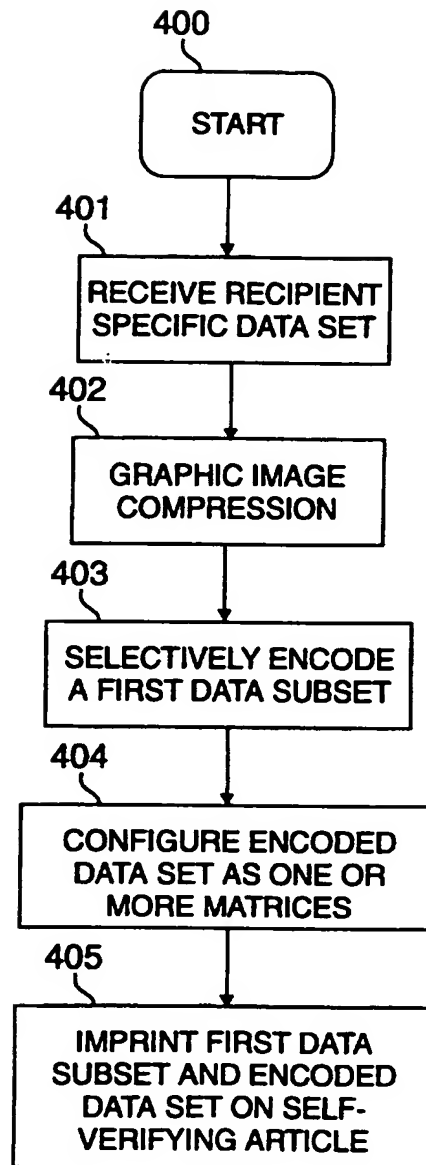 400
START
401
RECEIVE RECIPIENT
SPECIFIC DATA SET
402
GRAPHIC IMAGE
COMPRESSION
403
SELECTIVELY ENCODE
A FIRST DATA SUBSET
404
CONFIGURE ENCODED
DATA SET AS ONE OR
MORE MATRICES
405
IMPRINT FIRST DATA
SUBSET AND ENCODED
DATA SET ON SELF-
VERIFYING ARTICLE